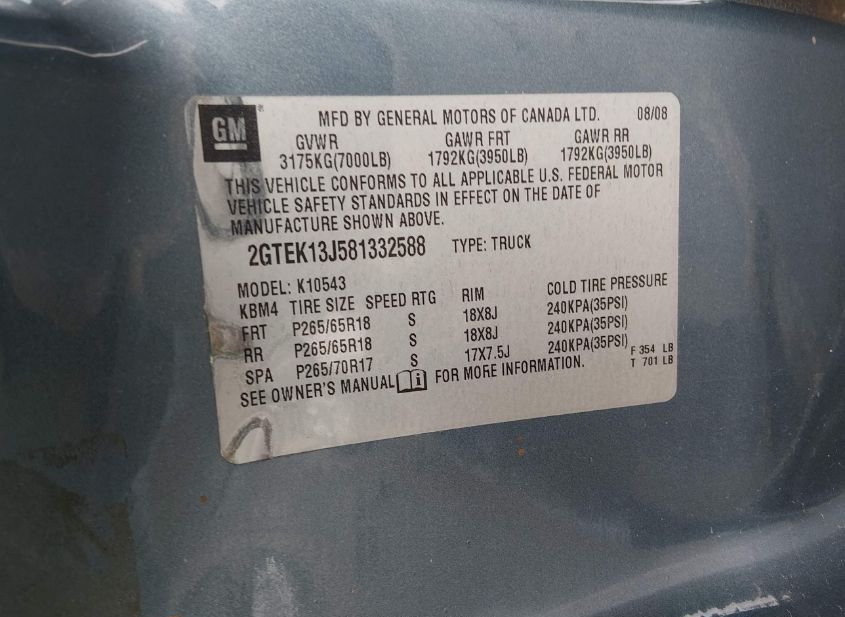 GM
MFD BY GENERAL MOTORS OF CANADA LTD. 08/08
GVWR GAWR FRT GAWR RR
3175KG(7000LB) 1792KG(3950LB) 1792KG(3950LB)
THIS VEHICLE CONFORMS TO ALL APPLICABLE U.S. FEDERAL MOTOR
VEHICLE SAFETY STANDARDS IN EFFECT ON THE DATE OF
MANUFACTURE SHOWN ABOVE.
2GTEK13J581332588 TYPE: TRUCK
MODEL: K10543
KBM4 TIRE SIZE SPEED RTG RIM COLD TIRE PRESSURE
FRT P265/65R18 S 18X8J 240KPA(35PSI)
RR P265/65R18 S 18X8J 240KPA(35PSI)
SPA P265/70R17 S 17X7.5J 240KPA(35PSI)
SEE OWNER'S MANUAL FOR MORE INFORMATION.
F 354 LB
T 701 LB